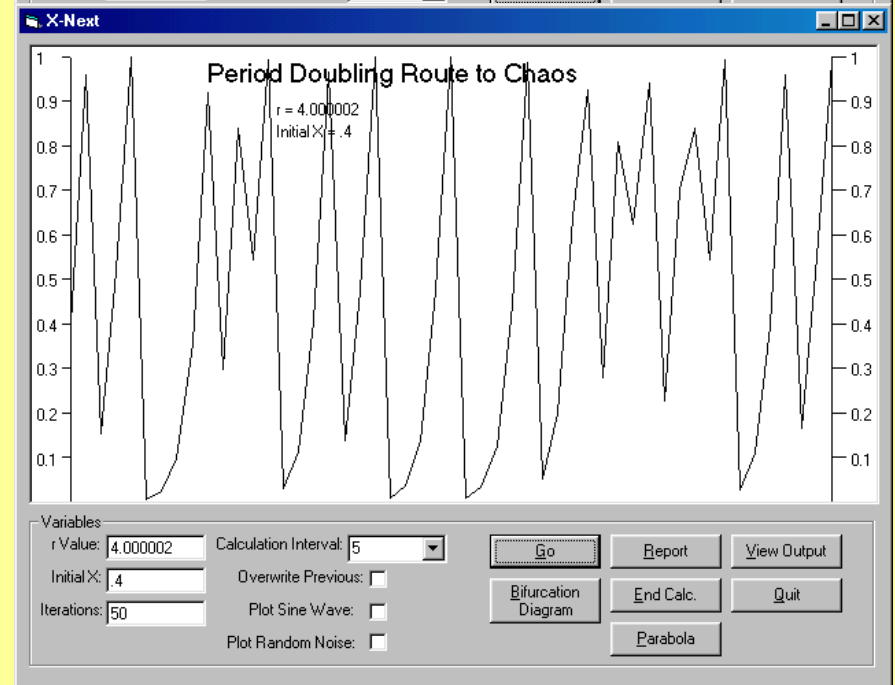 X-Next
Period Doubling Route to Chaos
r = 4.000002
Initial X = .4
1
0.9
0.8
0.7
0.6
0.5
0.4
0.3
0.2
0.1
1
0.9
0.8
0.7
0.6
0.5
0.4
0.3
0.2
0.1
Variables
r Value: 4.000002
Calculation Interval: 5
Go
Report
View Output
Initial X: .4
Overwrite Previous:
Bifurcation
Diagram
End Calc.
Quit
Iterations: 50
Plot Sine Wave:
Plot Random Noise:
Parabola